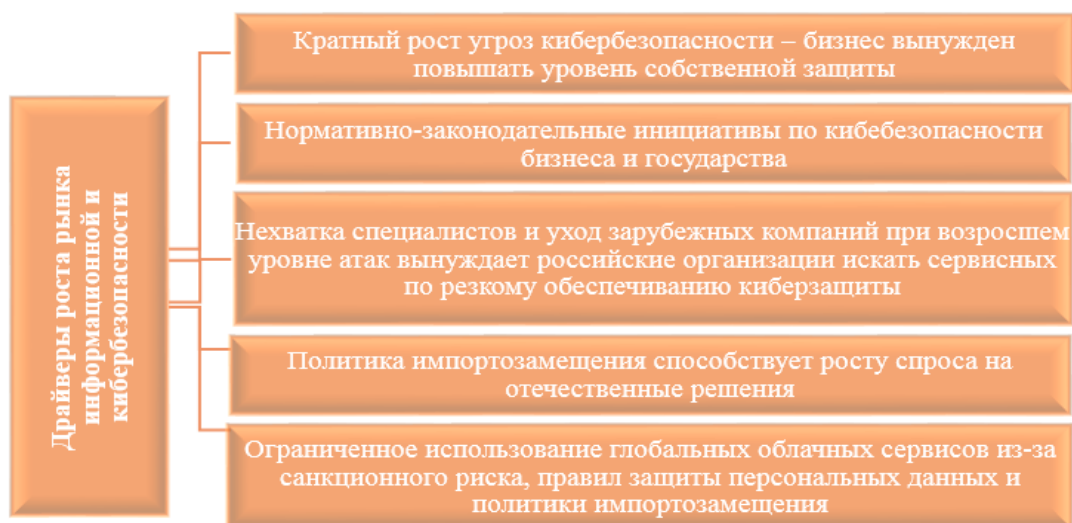 Драйверы роста рынка
информационной и
кибербезопасности
Кратный рост угроз кибербезопасности – бизнес вынужден
повышать уровень собственной защиты
Нормативно-законодательные инициативы по кибебезопасности
бизнеса и государства
Нехватка специалистов и уход зарубежных компаний при возросшем
уровне атак вынуждает российские организации искать сервисных
по резкому обеспечиванию киберзащиты
Политика импортозамещения способствует росту спроса на
отечественные решения
Ограниченное использование глобальных облачных сервисов из-за
санкционного риска, правил защиты персональных данных и
политики импортозамещения